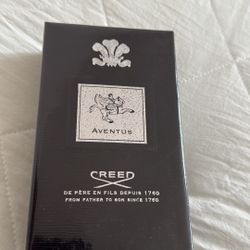 AVENTUS
CREED
DE PÈRE EN FILS DEPUIS 1760
FROM FATHER TO SON SINCE 1760